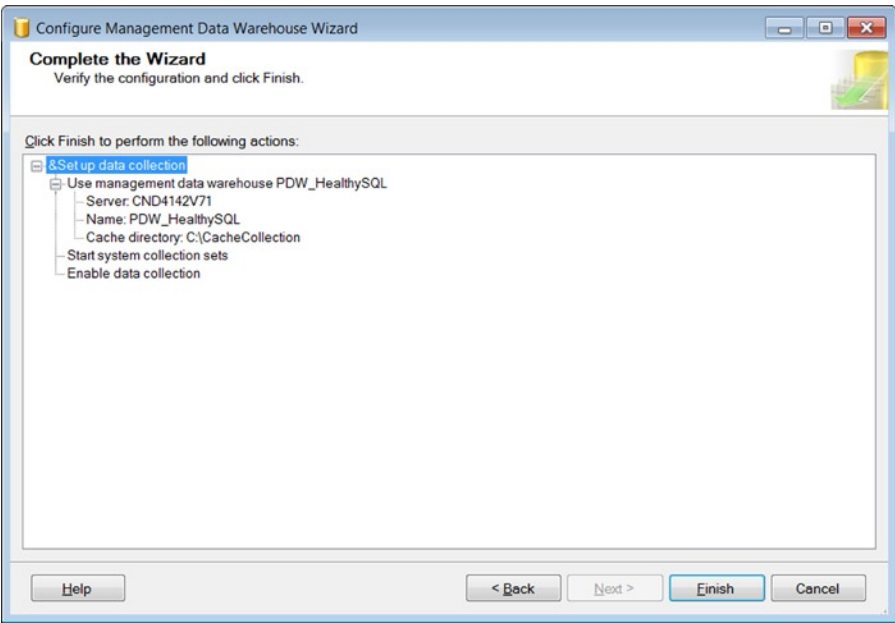 Configure Management Data Warehouse Wizard
Complete the Wizard
Verify the configuration and click Finish.
Click Finish to perform the following actions:
&Set up data collection
Use management data warehouse PDW_HealthySQL
Server: CND4142V71
Name: PDW_HealthySQL
Cache directory: C:\CacheCollection
Start system collection sets
Enable data collection
Help < Back Next > Finish Cancel